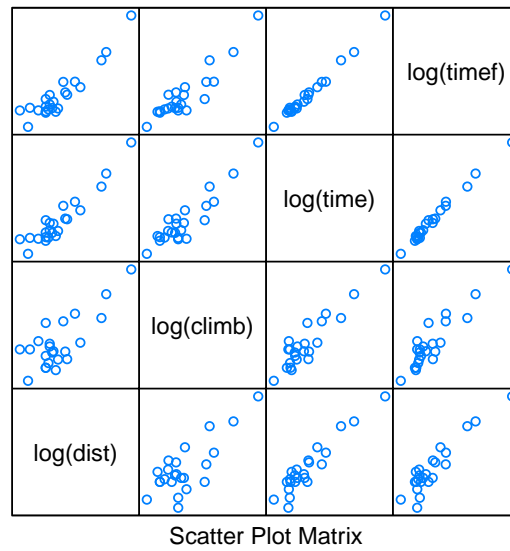 log(timef)
log(time)
log(climb)
log(dist)
Scatter Plot Matrix